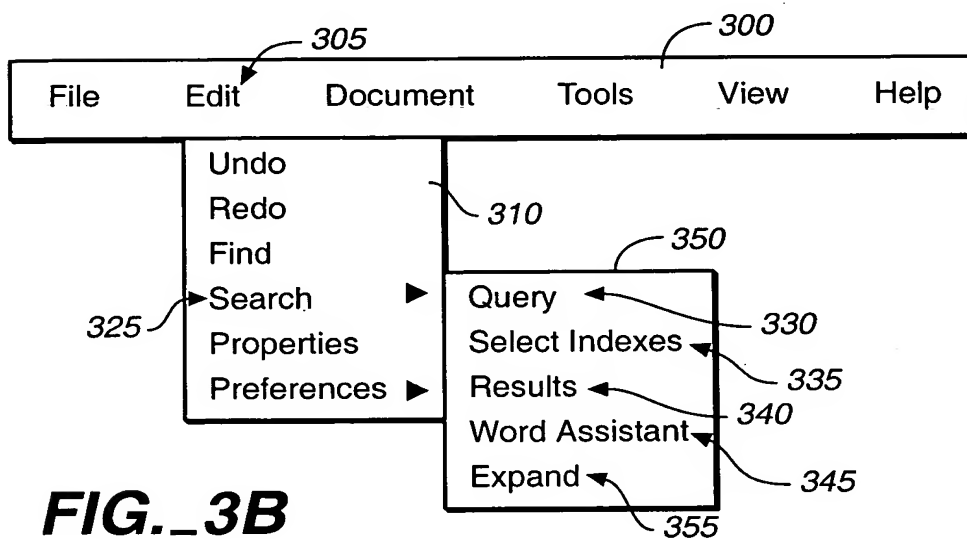 305
300
File Edit Document Tools View Help
Undo
Redo
310
Find
350
325 Search ▶ Query 330
Properties Select Indexes 335
Preferences ▶ Results 340
Word Assistant 345
Expand 355
FIG._3B